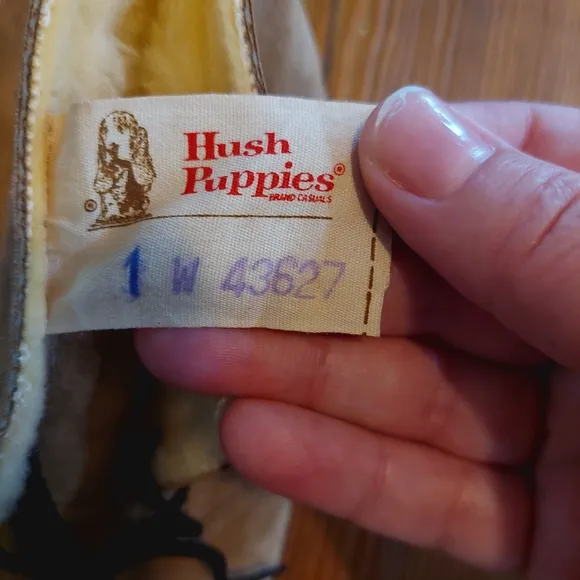 Hush
Puppies®
BRAND CASUALS
®
1 W 43627